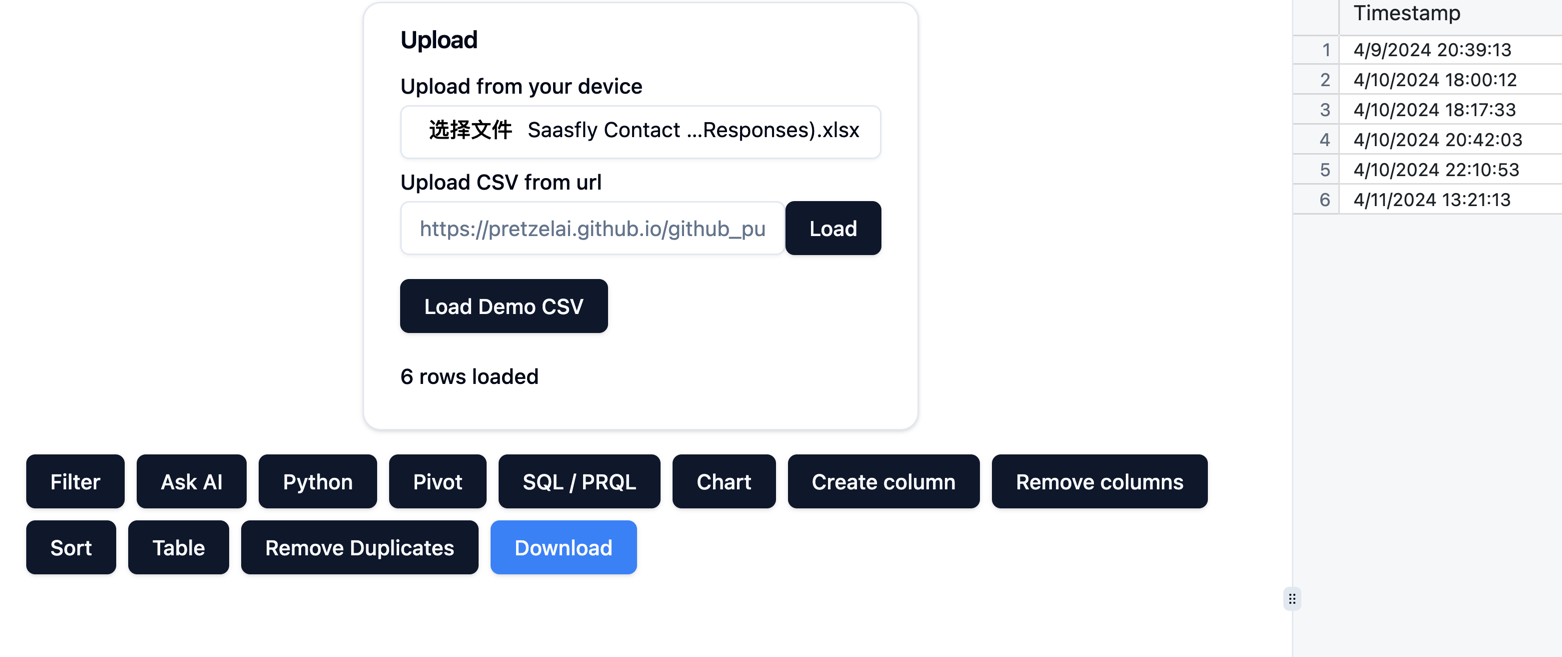 Upload
Upload from your device
选择文件 Saasfly Contact ...Responses).xlsx
Upload CSV from url
https://pretzelai.github.io/github_pu
Load
Load Demo CSV
6 rows loaded
Filter
Ask AI
Python
Pivot
SQL / PRQL
Chart
Create column
Remove columns
Sort
Table
Remove Duplicates
Download
Timestamp
1 4/9/2024 20:39:13
2 4/10/2024 18:00:12
3 4/10/2024 18:17:33
4 4/10/2024 20:42:03
5 4/10/2024 22:10:53
6 4/11/2024 13:21:13